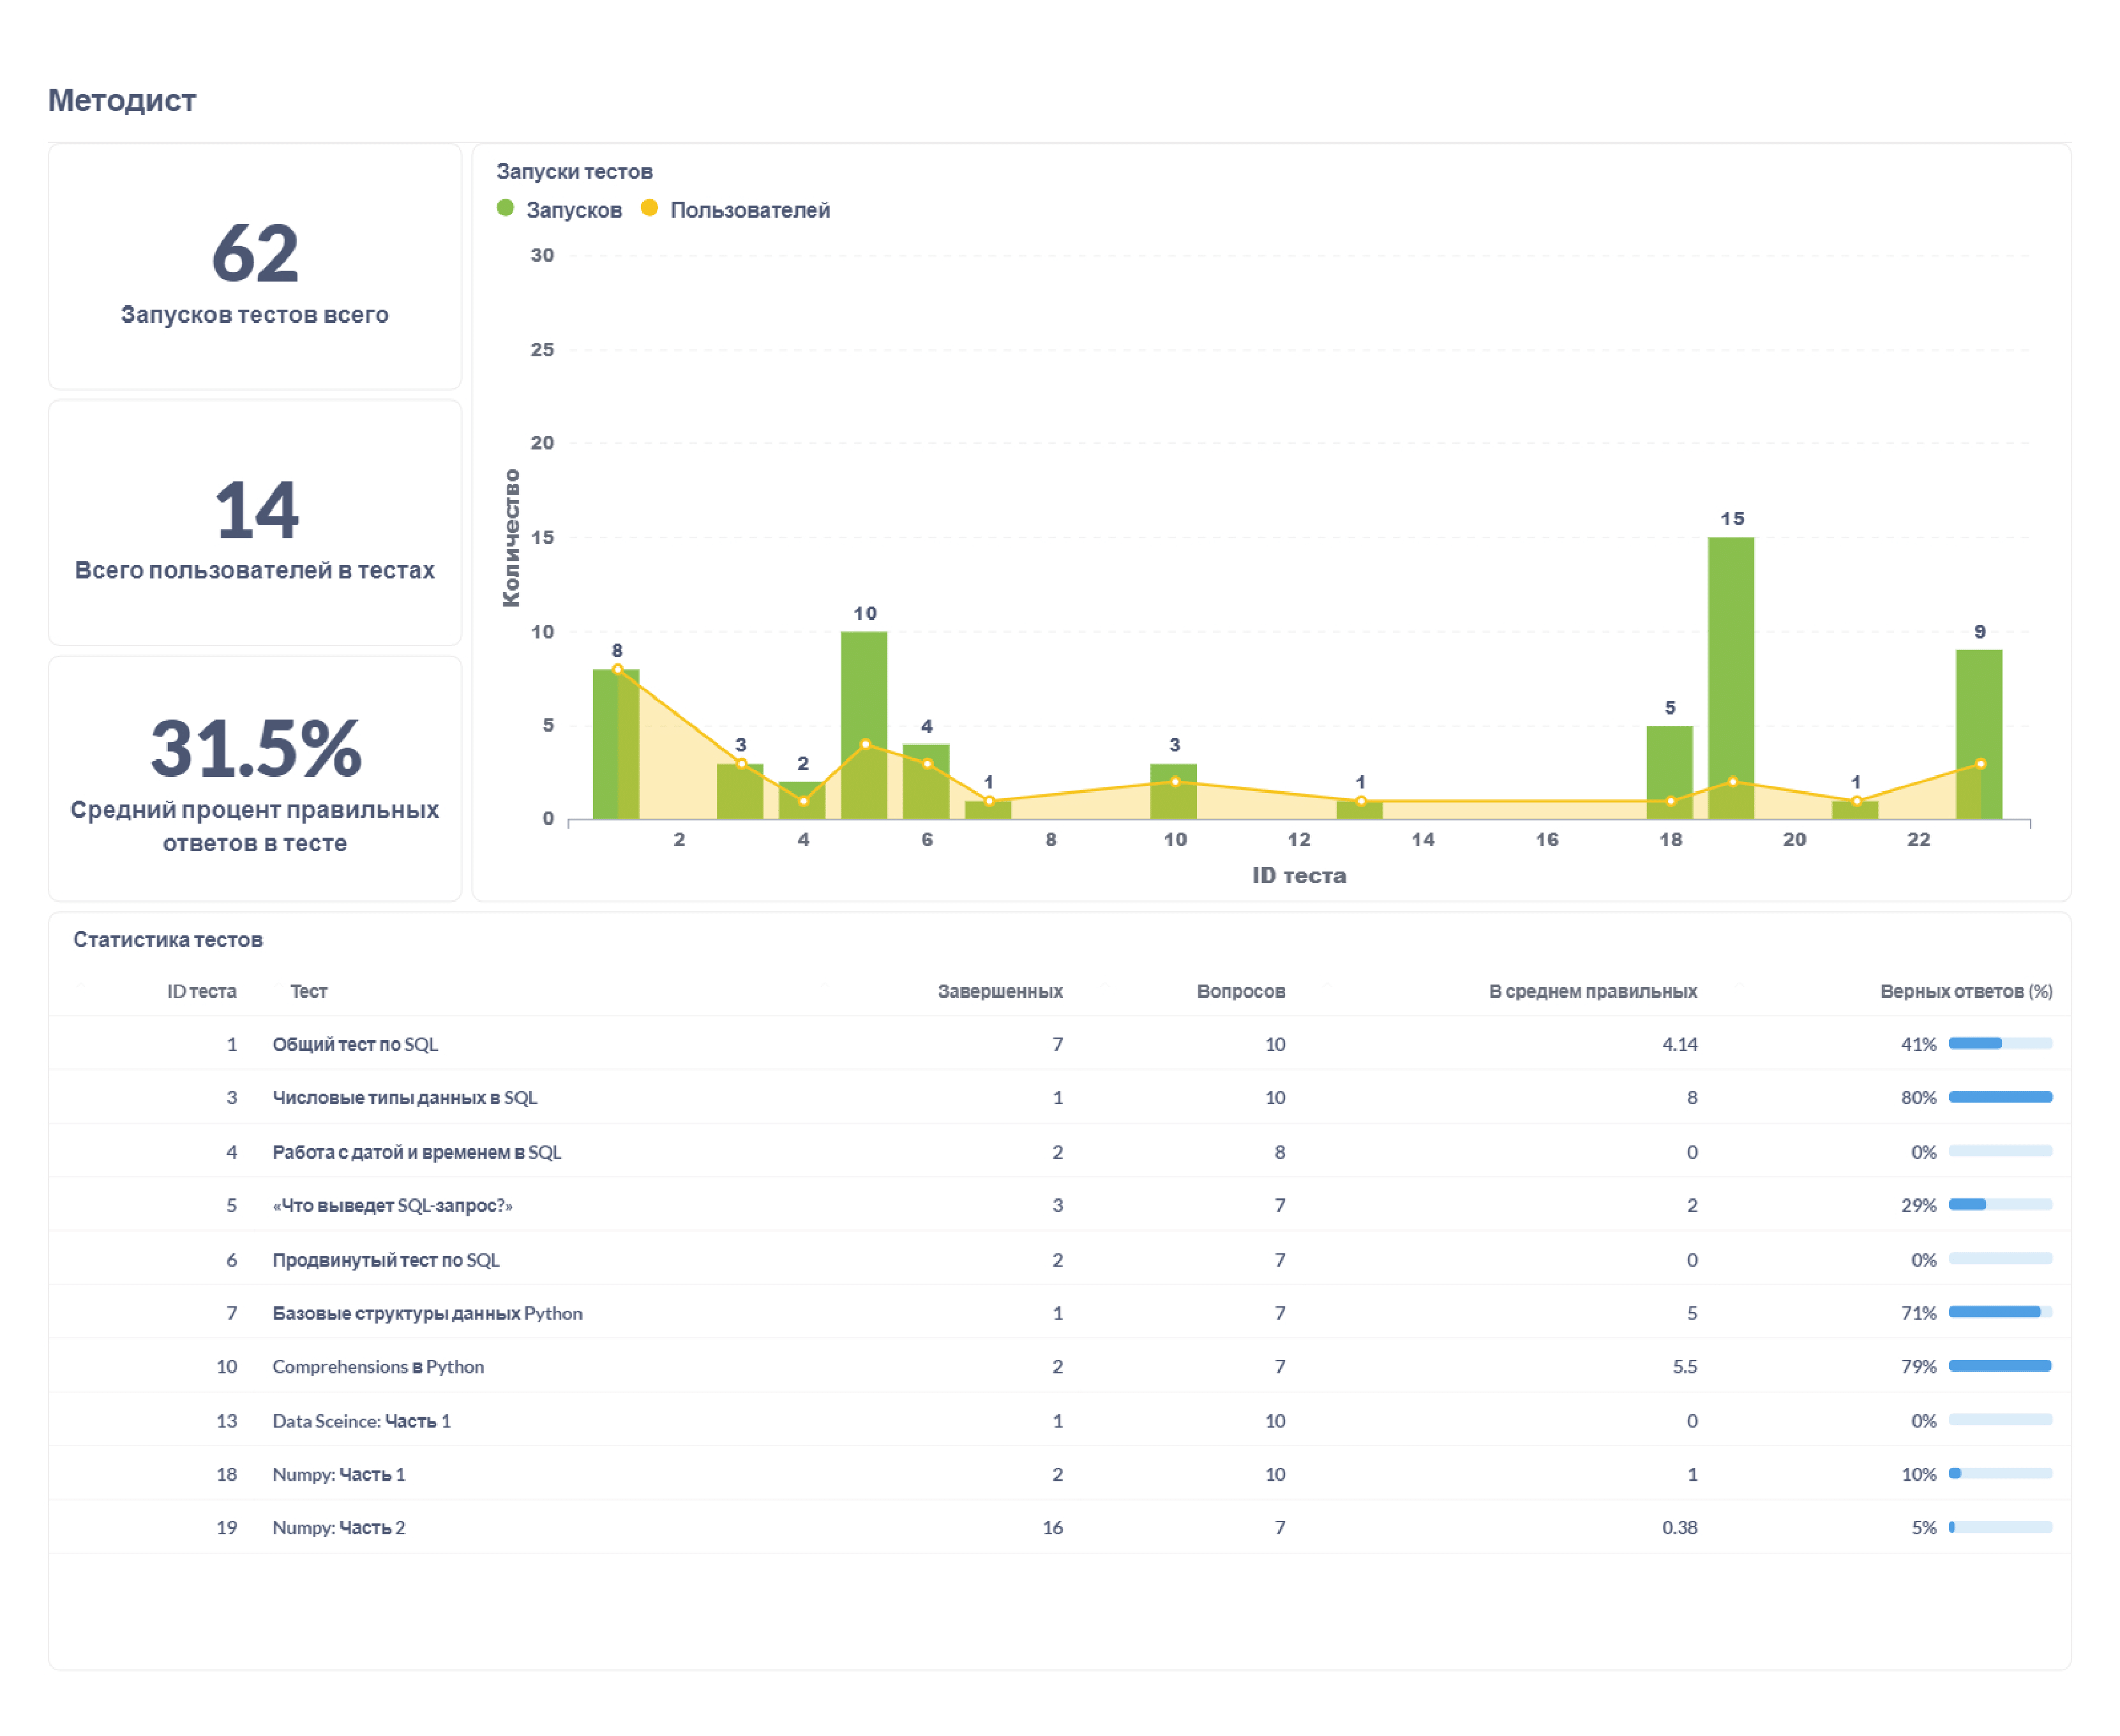 Методист
62
Запусков тестов всего
14
Всего пользователей в тестах
31.5%
Средний процент правильных
ответов в тесте
Запуски тестов
Запусков Пользователей
Количество
30
25
20
15
10
5
0
8
3
2
10
4
1
3
1
5
15
1
9
2 4 6 8 10 12 14 16 18 20 22
ID теста
Статистика тестов
ID теста Тест Завершенных Вопросов В среднем правильных Верных ответов (%)
1 Общий тест по SQL 7 10 4.14 41%
3 Числовые типы данных в SQL 1 10 8 80%
4 Работа с датой и временем в SQL 2 8 0 0%
5 «Что выведет SQL-запрос?» 3 7 2 29%
6 Продвинутый тест по SQL 2 7 0 0%
7 Базовые структуры данных Python 1 7 5 71%
10 Comprehensions в Python 2 7 5.5 79%
13 Data Sceince: Часть 1 1 10 0 0%
18 Numpy: Часть 1 2 10 1 10%
19 Numpy: Часть 2 16 7 0.38 5%